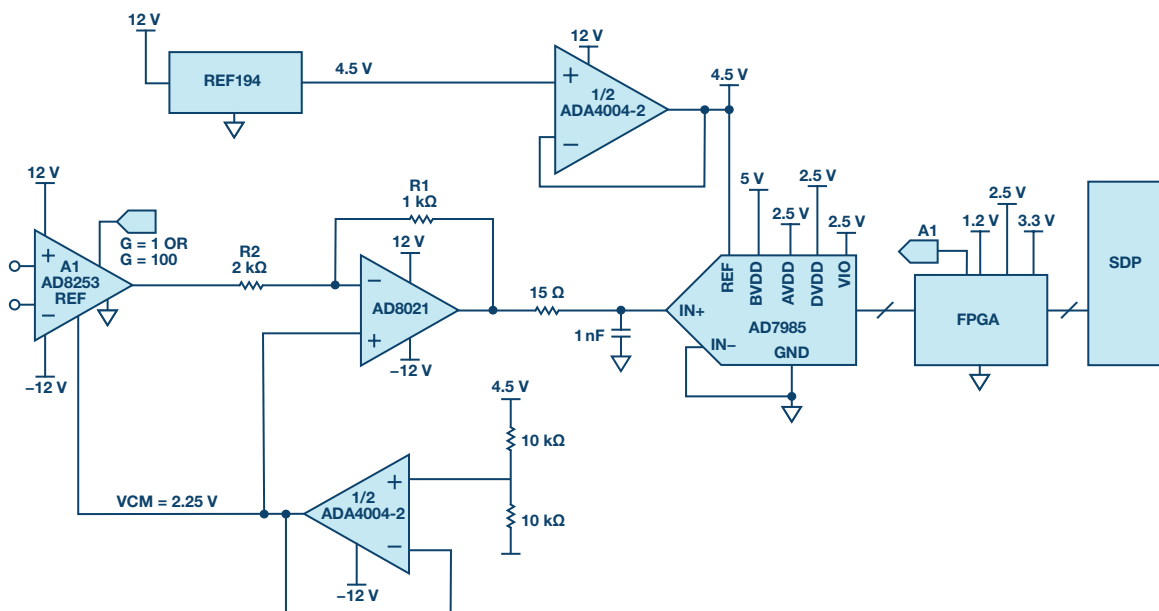 12 V
REF194
4.5 V
12 V
+
1/2
ADA4004-2
−
4.5 V
12 V
+
A1
AD8253
REF
−
−12 V
G = 1 OR
G = 100
R2
2 kΩ
R1
1 kΩ
12 V
−
AD8021
+
−12 V
15 Ω
1 nF
5 V
2.5 V
2.5 V
2.5 V
REF
BVDD
AVDD
DVDD
VIO
IN+
AD7985
IN−
GND
A1
1.2 V
2.5 V
3.3 V
FPGA
SDP
4.5 V
10 kΩ
10 kΩ
VCM = 2.25 V
+
1/2
ADA4004-2
−
−12 V